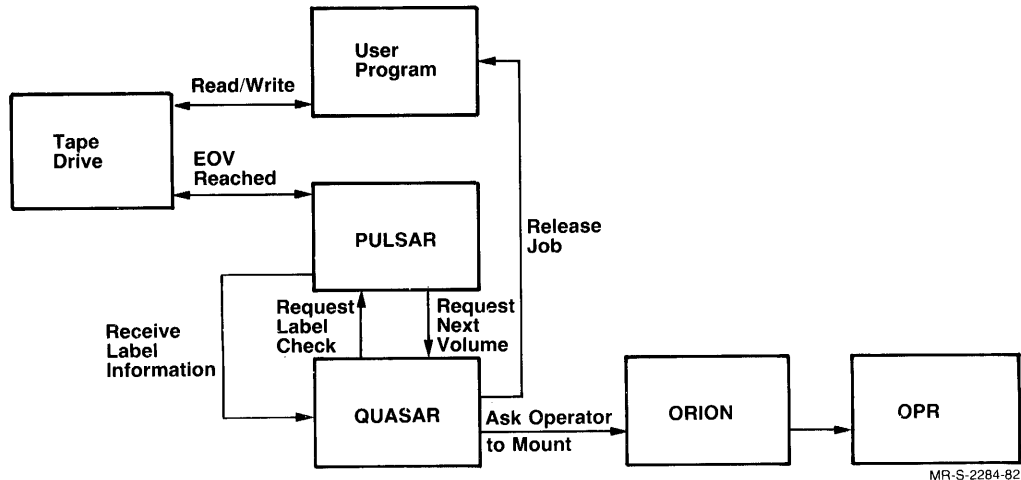 User
Program
Read/Write
Tape
Drive
EOV
Reached
PULSAR
Release
Job
Request
Label
Check
Request
Next
Volume
Receive
Label
Information
QUASAR
Ask Operator
to Mount
ORION
OPR
MR-S-2284-82